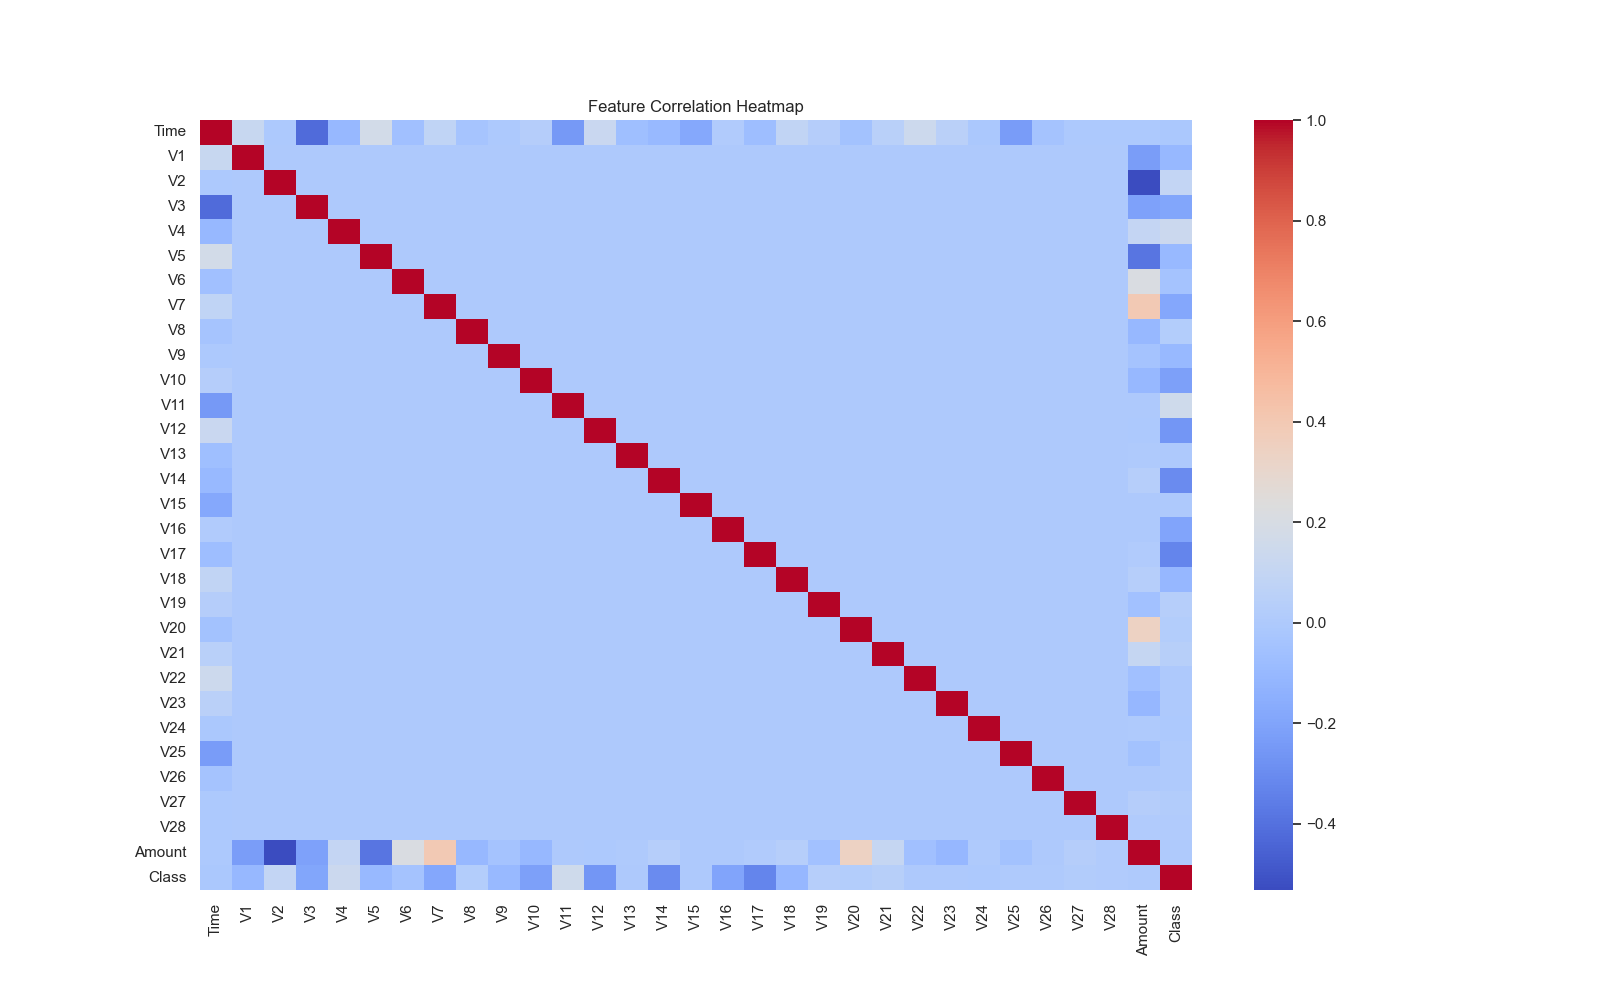 Feature Correlation Heatmap
Time
V1
V2
V3
V4
V5
V6
V7
V8
V9
V10
V11
V12
V13
V14
V15
V16
V17
V18
V19
V20
V21
V22
V23
V24
V25
V26
V27
V28
Amount
Class
Time V1 V2 V3 V4 V5 V6 V7 V8 V9 V10 V11 V12 V13 V14 V15 V16 V17 V18 V19 V20 V21 V22 V23 V24 V25 V26 V27 V28 Amount Class
1.0
0.8
0.6
0.4
0.2
0.0
−0.2
−0.4